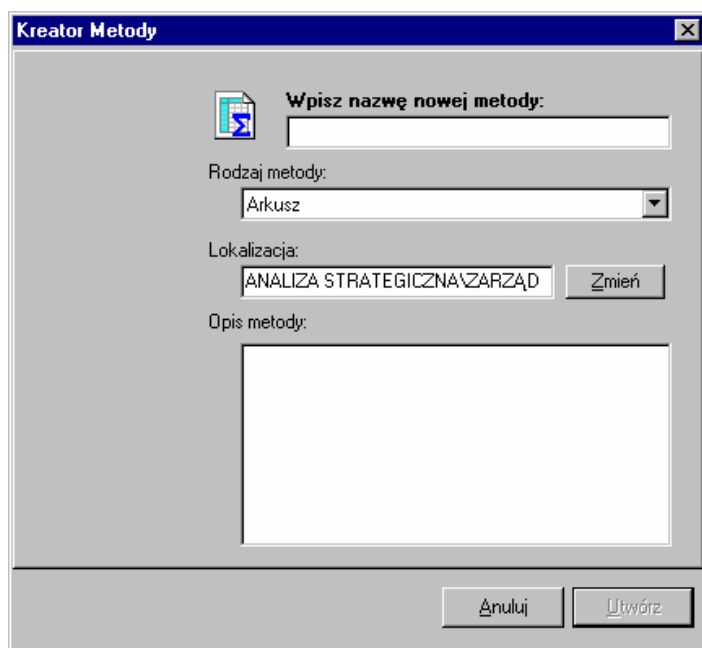 Kreator Metody
Wpisz nazwę nowej metody:
Rodzaj metody:
Arkusz
Lokalizacja:
ANALIZA STRATEGICZNA\ZARZĄD
Zmień
Opis metody:
Anuluj
Utwórz